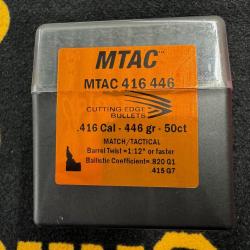 MTAC™
MTAC 416 446
CUTTING EDGE
BULLETS
.416 Cal - 446 gr - 50ct
MATCH/TACTICAL
Barrel Twist =1:12" or faster
Ballistic Coefficient=.820 G1
.415 G7